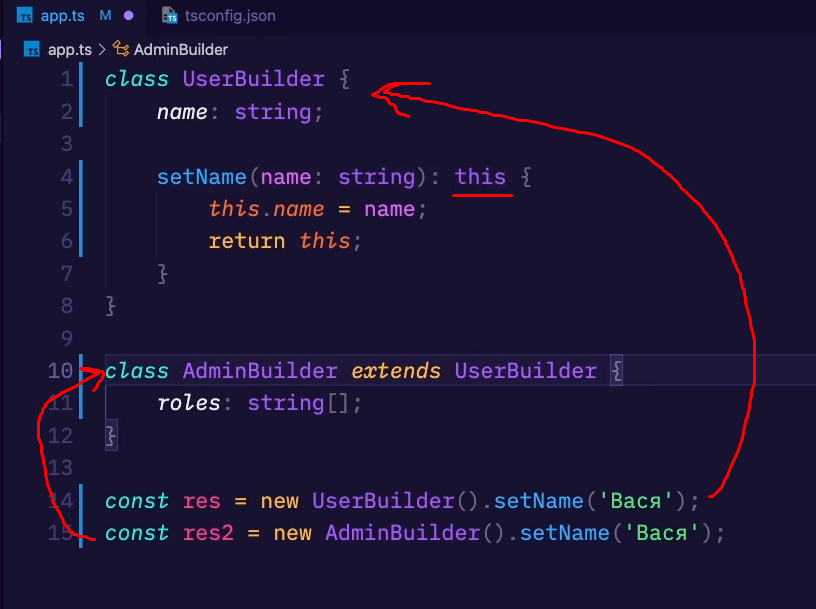 app.ts M
tsconfig.json
app.ts > AdminBuilder
1 class UserBuilder {
2 name: string;
3
4 setName(name: string): this {
5 this.name = name;
6 return this;
7 }
8 }
9
10 class AdminBuilder extends UserBuilder {
11 roles: string[];
12 }
13
14 const res = new UserBuilder().setName('Вася');
15 const res2 = new AdminBuilder().setName('Вася');